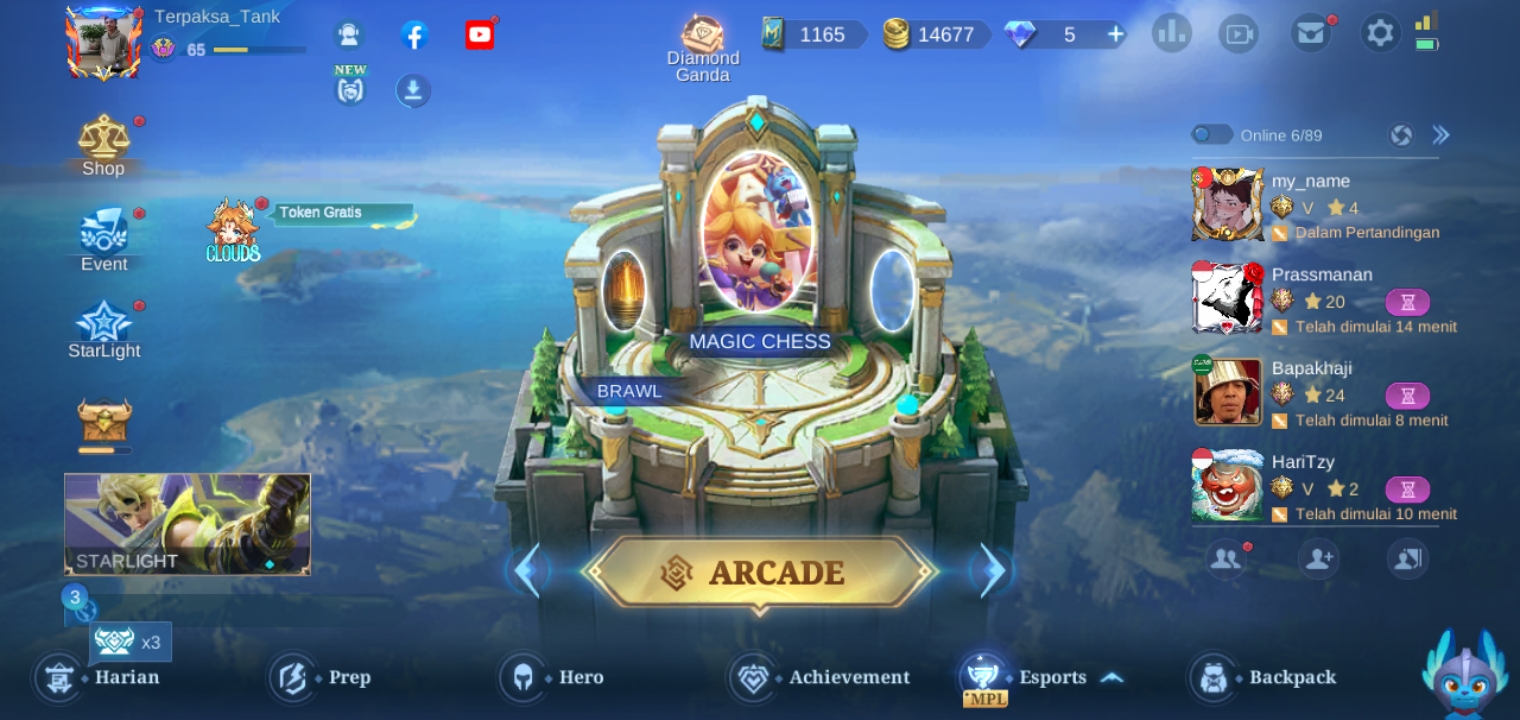 Terpaksa_Tank
65
NEW
Diamond
Ganda
1165
14677
5
Online 6/89
Shop
my_name
V 4
Dalam Pertandingan
Token Gratis
CLOUDS
Event
Prassmanan
20
Telah dimulai 14 menit
StarLight
MAGIC CHESS
BRAWL
Bapakhaji
24
Telah dimulai 8 menit
HariTzy
V 2
Telah dimulai 10 menit
STARLIGHT
ARCADE
3
x3
Harian
Prep
Hero
Achievement
Esports
MPL
Backpack